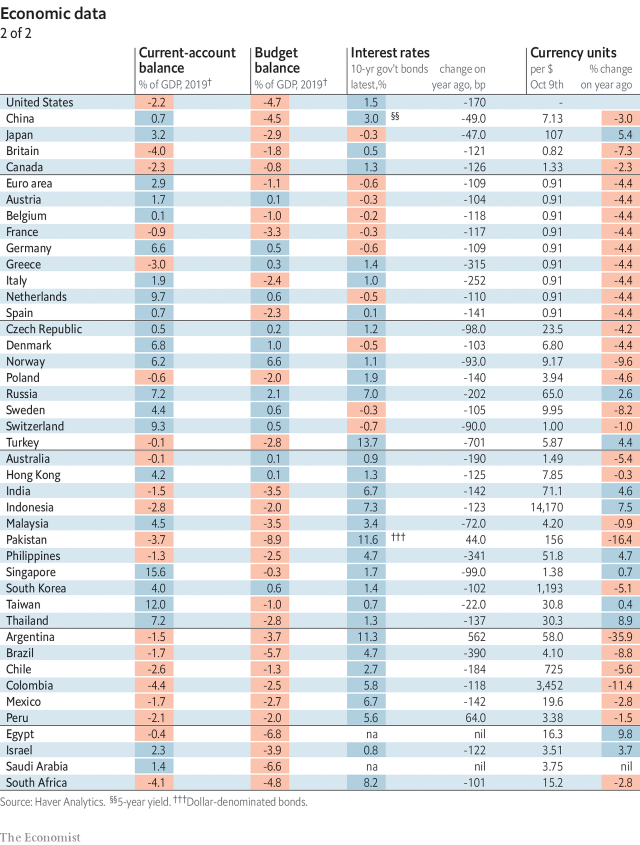 Economic data
2 of 2
Current-account balance % of GDP, 2019† Budget balance % of GDP, 2019† Interest rates 10-yr gov't bonds latest,% change on year ago, bp Currency units per $ Oct 9th % change on year ago
United States -2.2 -4.7 1.5 -170 -
China 0.7 -4.5 3.0 §§ -49.0 7.13 -3.0
Japan 3.2 -2.9 -0.3 -47.0 107 5.4
Britain -4.0 -1.8 0.5 -121 0.82 -7.3
Canada -2.3 -0.8 1.3 -126 1.33 -2.3
Euro area 2.9 -1.1 -0.6 -109 0.91 -4.4
Austria 1.7 0.1 -0.3 -104 0.91 -4.4
Belgium 0.1 -1.0 -0.2 -118 0.91 -4.4
France -0.9 -3.3 -0.3 -117 0.91 -4.4
Germany 6.6 0.5 -0.6 -109 0.91 -4.4
Greece -3.0 0.3 1.4 -315 0.91 -4.4
Italy 1.9 -2.4 1.0 -252 0.91 -4.4
Netherlands 9.7 0.6 -0.5 -110 0.91 -4.4
Spain 0.7 -2.3 0.1 -141 0.91 -4.4
Czech Republic 0.5 0.2 1.2 -98.0 23.5 -4.2
Denmark 6.8 1.0 -0.5 -103 6.80 -4.4
Norway 6.2 6.6 1.1 -93.0 9.17 -9.6
Poland -0.6 -2.0 1.9 -140 3.94 -4.6
Russia 7.2 2.1 7.0 -202 65.0 2.6
Sweden 4.4 0.6 -0.3 -105 9.95 -8.2
Switzerland 9.3 0.5 -0.7 -90.0 1.00 -1.0
Turkey -0.1 -2.8 13.7 -701 5.87 4.4
Australia -0.1 0.1 0.9 -190 1.49 -5.4
Hong Kong 4.2 0.1 1.3 -125 7.85 -0.3
India -1.5 -3.5 6.7 -142 71.1 4.6
Indonesia -2.8 -2.0 7.3 -123 14,170 7.5
Malaysia 4.5 -3.5 3.4 -72.0 4.20 -0.9
Pakistan -3.7 -8.9 11.6 ††† 44.0 156 -16.4
Philippines -1.3 -2.5 4.7 -341 51.8 4.7
Singapore 15.6 -0.3 1.7 -99.0 1.38 0.7
South Korea 4.0 0.6 1.4 -102 1,193 -5.1
Taiwan 12.0 -1.0 0.7 -22.0 30.8 0.4
Thailand 7.2 -2.8 1.3 -137 30.3 8.9
Argentina -1.5 -3.7 11.3 562 58.0 -35.9
Brazil -1.7 -5.7 4.7 -390 4.10 -8.8
Chile -2.6 -1.3 2.7 -184 725 -5.6
Colombia -4.4 -2.5 5.8 -118 3,452 -11.4
Mexico -1.7 -2.7 6.7 -142 19.6 -2.8
Peru -2.1 -2.0 5.6 64.0 3.38 -1.5
Egypt -0.4 -6.8 na nil 16.3 9.8
Israel 2.3 -3.9 0.8 -122 3.51 3.7
Saudi Arabia 1.4 -6.6 na nil 3.75 nil
South Africa -4.1 -4.8 8.2 -101 15.2 -2.8
Source: Haver Analytics. §§5-year yield. †††Dollar-denominated bonds.
The Economist